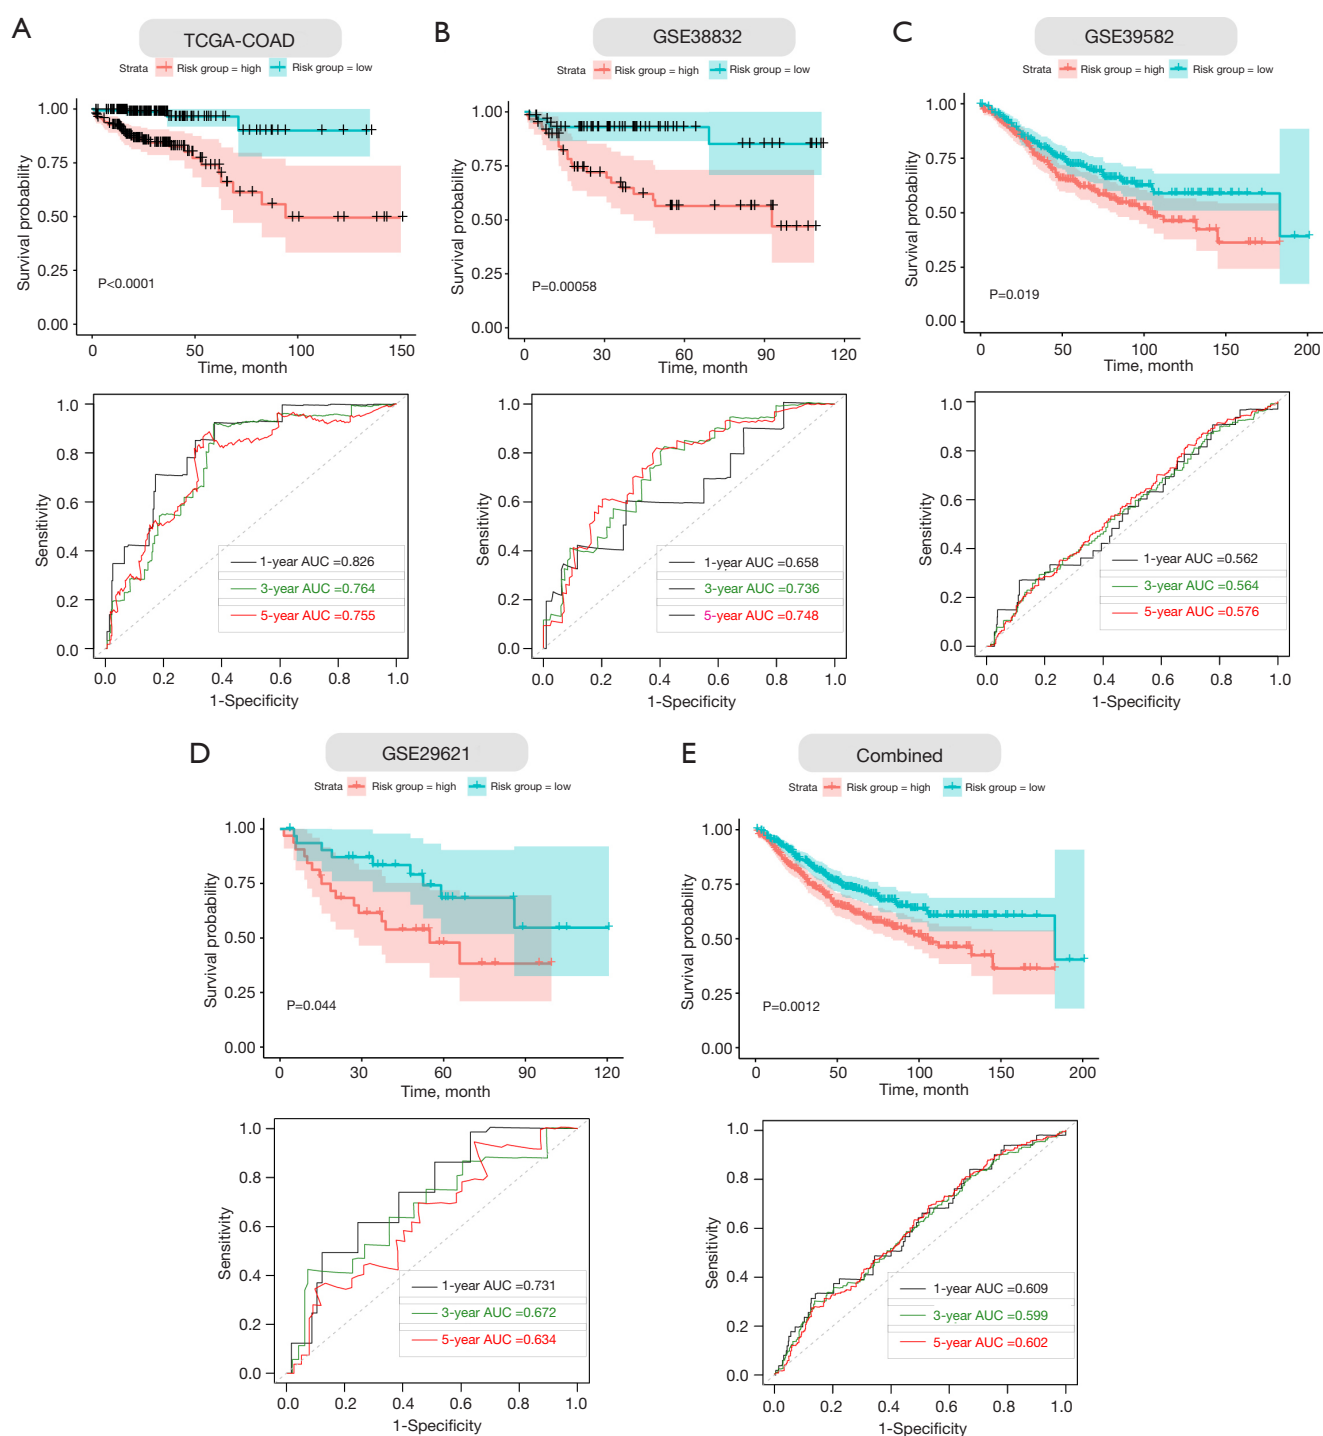 A
TCGA-COAD
Strata Risk group = high Risk group = low
Survival probability
1.00
0.75
0.50
0.25
0.00
P<0.0001
0 50 100 150
Time, month
Sensitivity
1.0
0.8
0.6
0.4
0.2
0.0
1-year AUC =0.826
3-year AUC =0.764
5-year AUC =0.755
0.0 0.2 0.4 0.6 0.8 1.0
1-Specificity
B
GSE38832
Strata Risk group = high Risk group = low
Survival probability
1.00
0.75
0.50
0.25
0.00
P=0.00058
0 30 60 90 120
Time, month
Sensitivity
1.0
0.8
0.6
0.4
0.2
0.0
1-year AUC =0.658
3-year AUC =0.736
5-year AUC =0.748
0.0 0.2 0.4 0.6 0.8 1.0
1-Specificity
C
GSE39582
Strata Risk group = high Risk group = low
Survival probability
1.00
0.75
0.50
0.25
0.00
P=0.019
0 50 100 150 200
Time, month
Sensitivity
1.0
0.8
0.6
0.4
0.2
0.0
1-year AUC =0.562
3-year AUC =0.564
5-year AUC =0.576
0.0 0.2 0.4 0.6 0.8 1.0
1-Specificity
D
GSE29621
Strata Risk group = high Risk group = low
Survival probability
1.00
0.75
0.50
0.25
0.00
P=0.044
0 30 60 90 120
Time, month
Sensitivity
1.0
0.8
0.6
0.4
0.2
0.0
1-year AUC =0.731
3-year AUC =0.672
5-year AUC =0.634
0.0 0.2 0.4 0.6 0.8 1.0
1-Specificity
E
Combined
Strata Risk group = high Risk group = low
Survival probability
1.00
0.75
0.50
0.25
0.00
P=0.0012
0 50 100 150 200
Time, month
Sensitivity
1.0
0.8
0.6
0.4
0.2
0.0
1-year AUC =0.609
3-year AUC =0.599
5-year AUC =0.602
0.0 0.2 0.4 0.6 0.8 1.0
1-Specificity